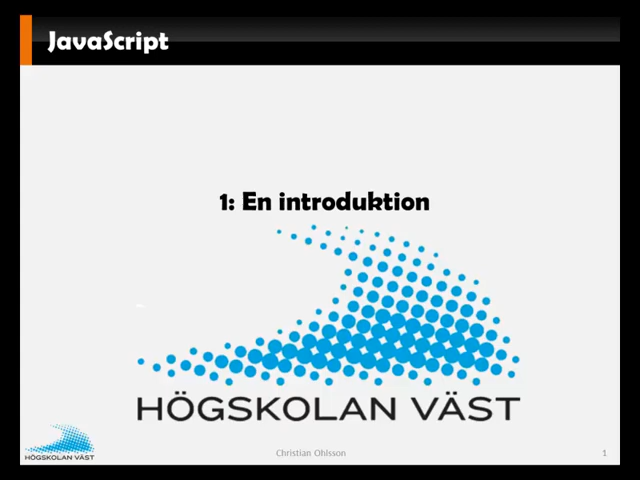 JavaScript
1: En introduktion
HÖGSKOLAN VÄST
HÖGSKOLAN VÄST
Christian Ohlsson
1